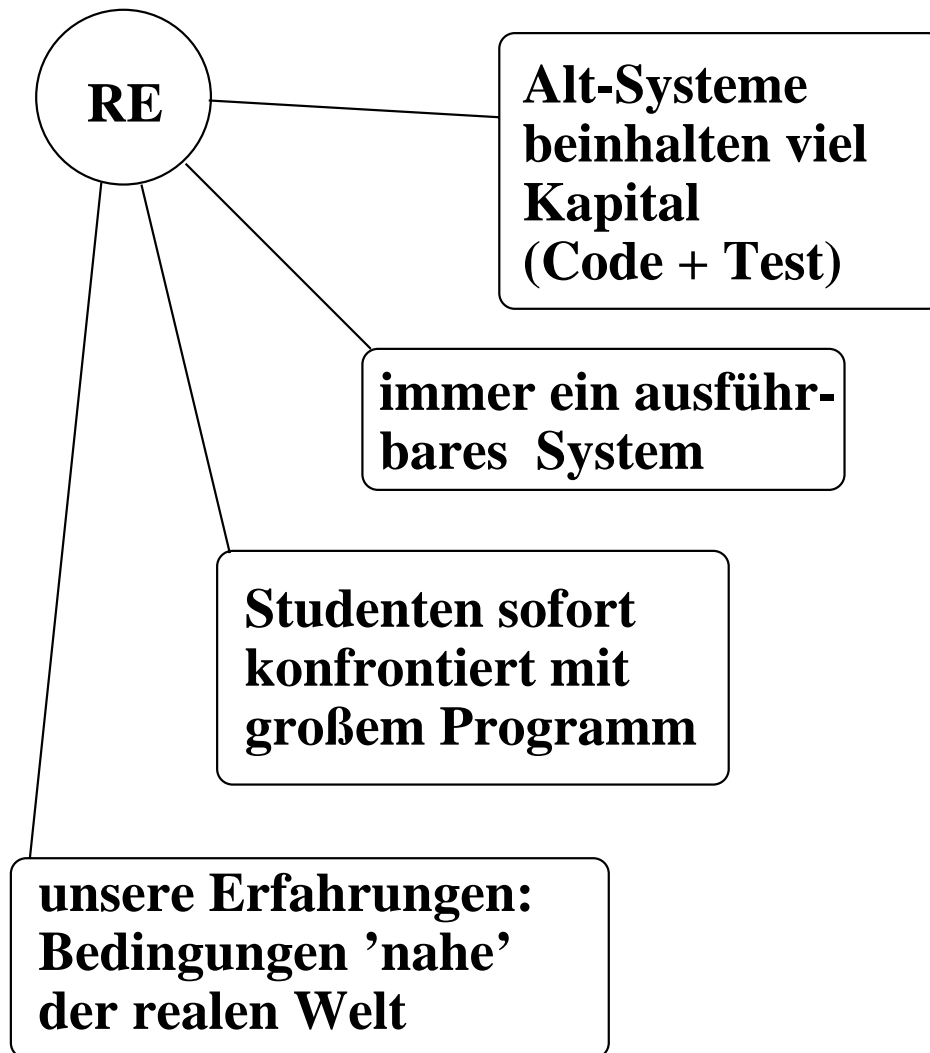 RE
Alt-Systeme
beinhalten viel
Kapital
(Code + Test)
immer ein ausführ-
bares System
Studenten sofort
konfrontiert mit
großem Programm
unsere Erfahrungen:
Bedingungen ’nahe’
der realen Welt